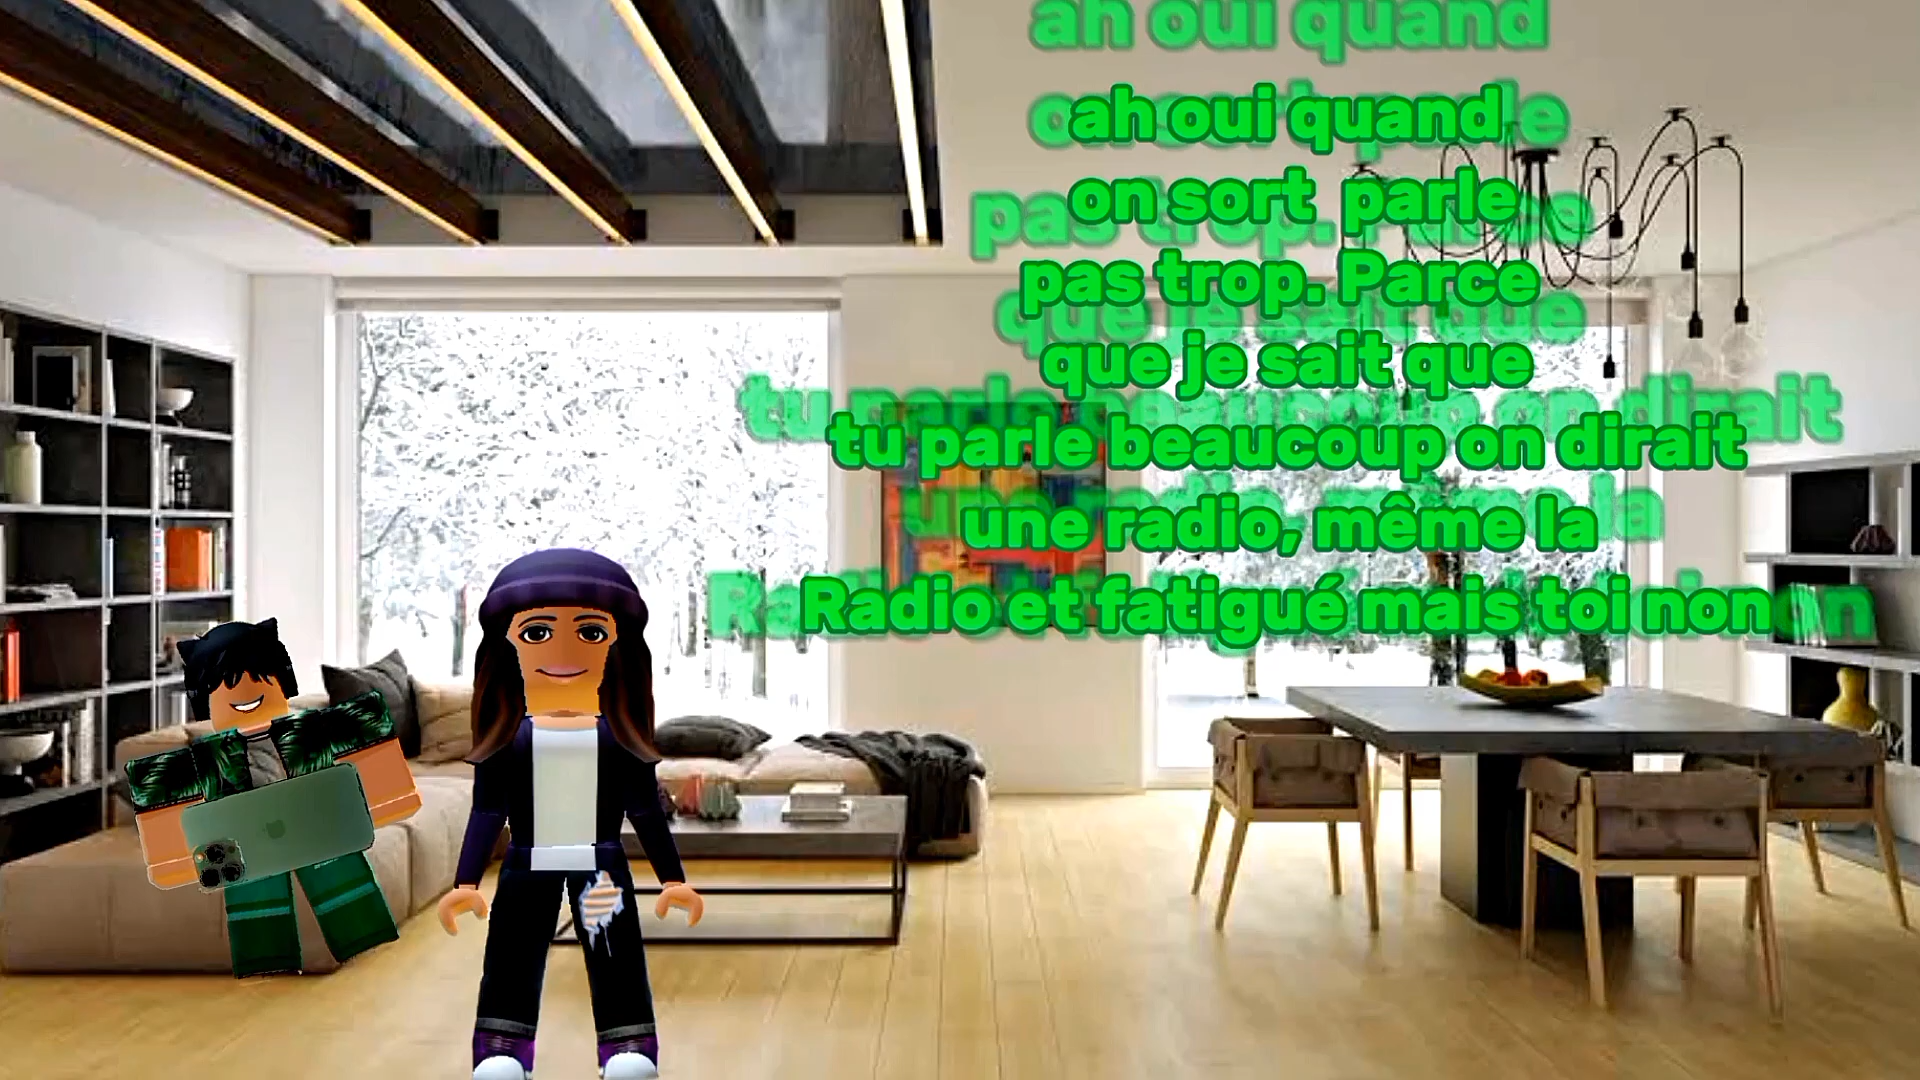 ah oui quand
on sort parle
pas trop. Parce
que je sait que
tu parle beaucoup on dirait
une radio, même la
Radio et fatigué mais toi non